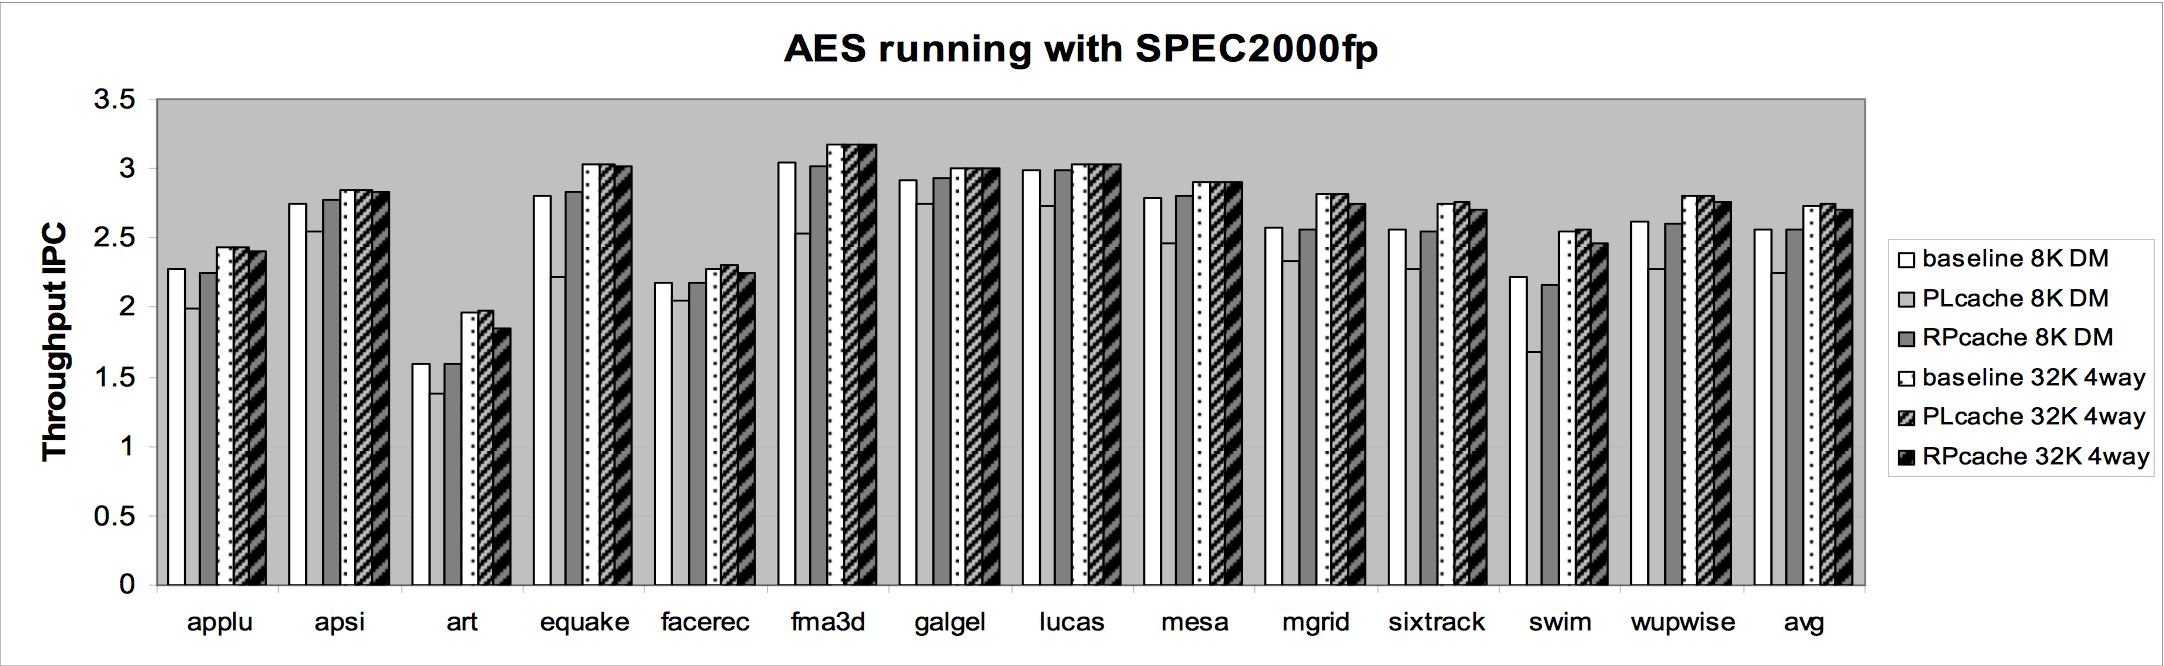 AES running with SPEC2000fp
Throughput IPC
3.5
3
2.5
2
1.5
1
0.5
0
applu apsi art equake facerec fma3d galgel lucas mesa mgrid sixtrack swim wupwise avg
baseline 8K DM
PLcache 8K DM
RPcache 8K DM
baseline 32K 4way
PLcache 32K 4way
RPcache 32K 4way